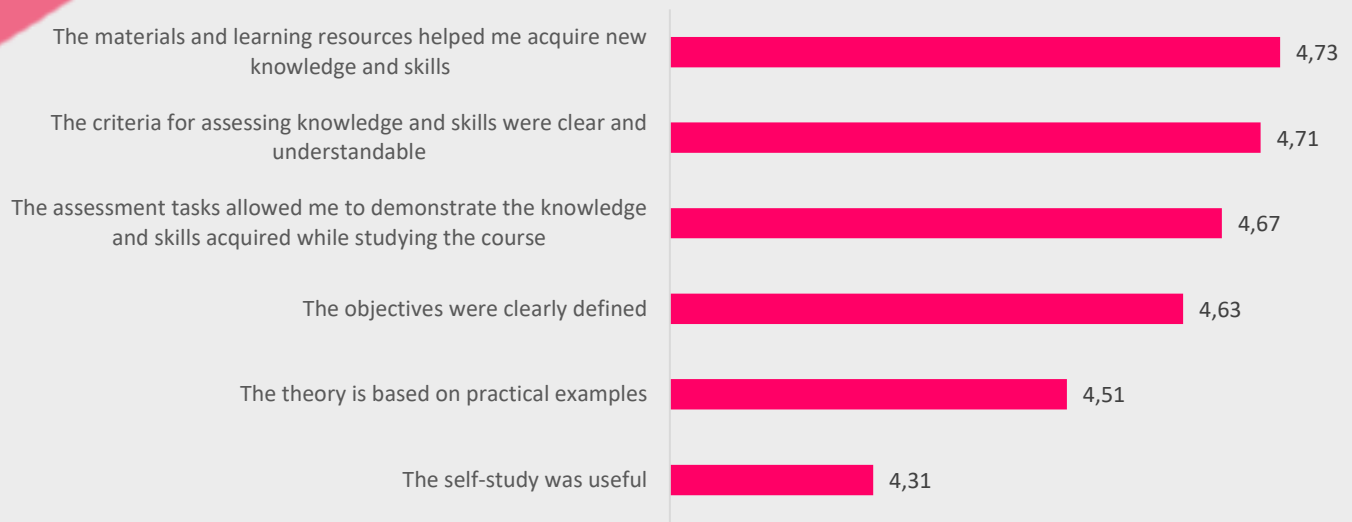 The materials and learning resources helped me acquire new
knowledge and skills
4,73
The criteria for assessing knowledge and skills were clear and
understandable
4,71
The assessment tasks allowed me to demonstrate the knowledge
and skills acquired while studying the course
4,67
The objectives were clearly defined
4,63
The theory is based on practical examples
4,51
The self-study was useful
4,31